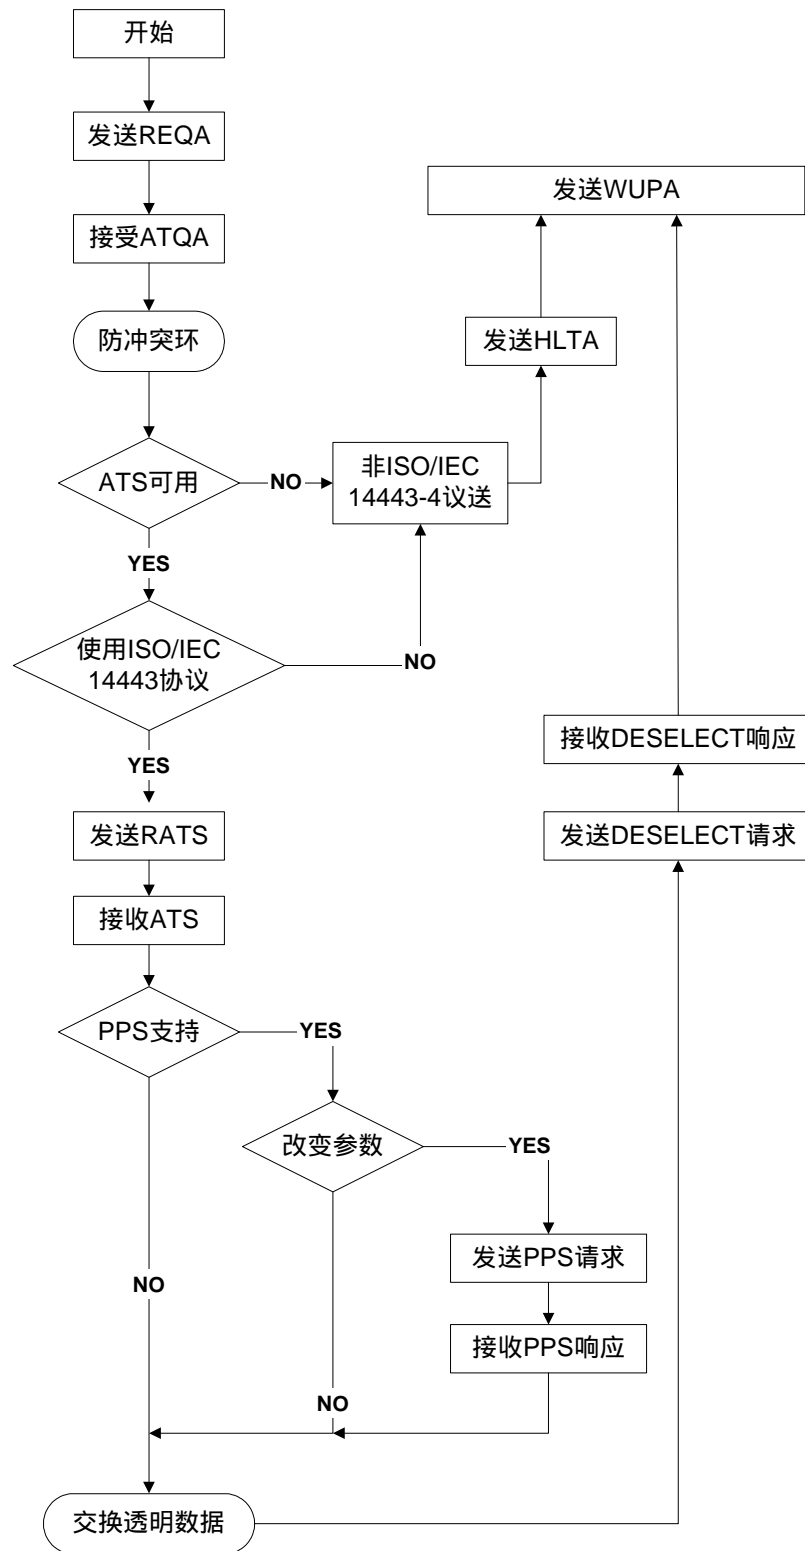 开始
发送REQA
发送WUPA
接受ATQA
防冲突环
发送HLTA
ATS可用
NO
非ISO/IEC
14443-4议送
YES
使用ISO/IEC
14443协议
NO
YES
接收DESELECT响应
发送RATS
发送DESELECT请求
接收ATS
PPS支持
YES
改变参数
YES
发送PPS请求
NO
接收PPS响应
NO
交换透明数据